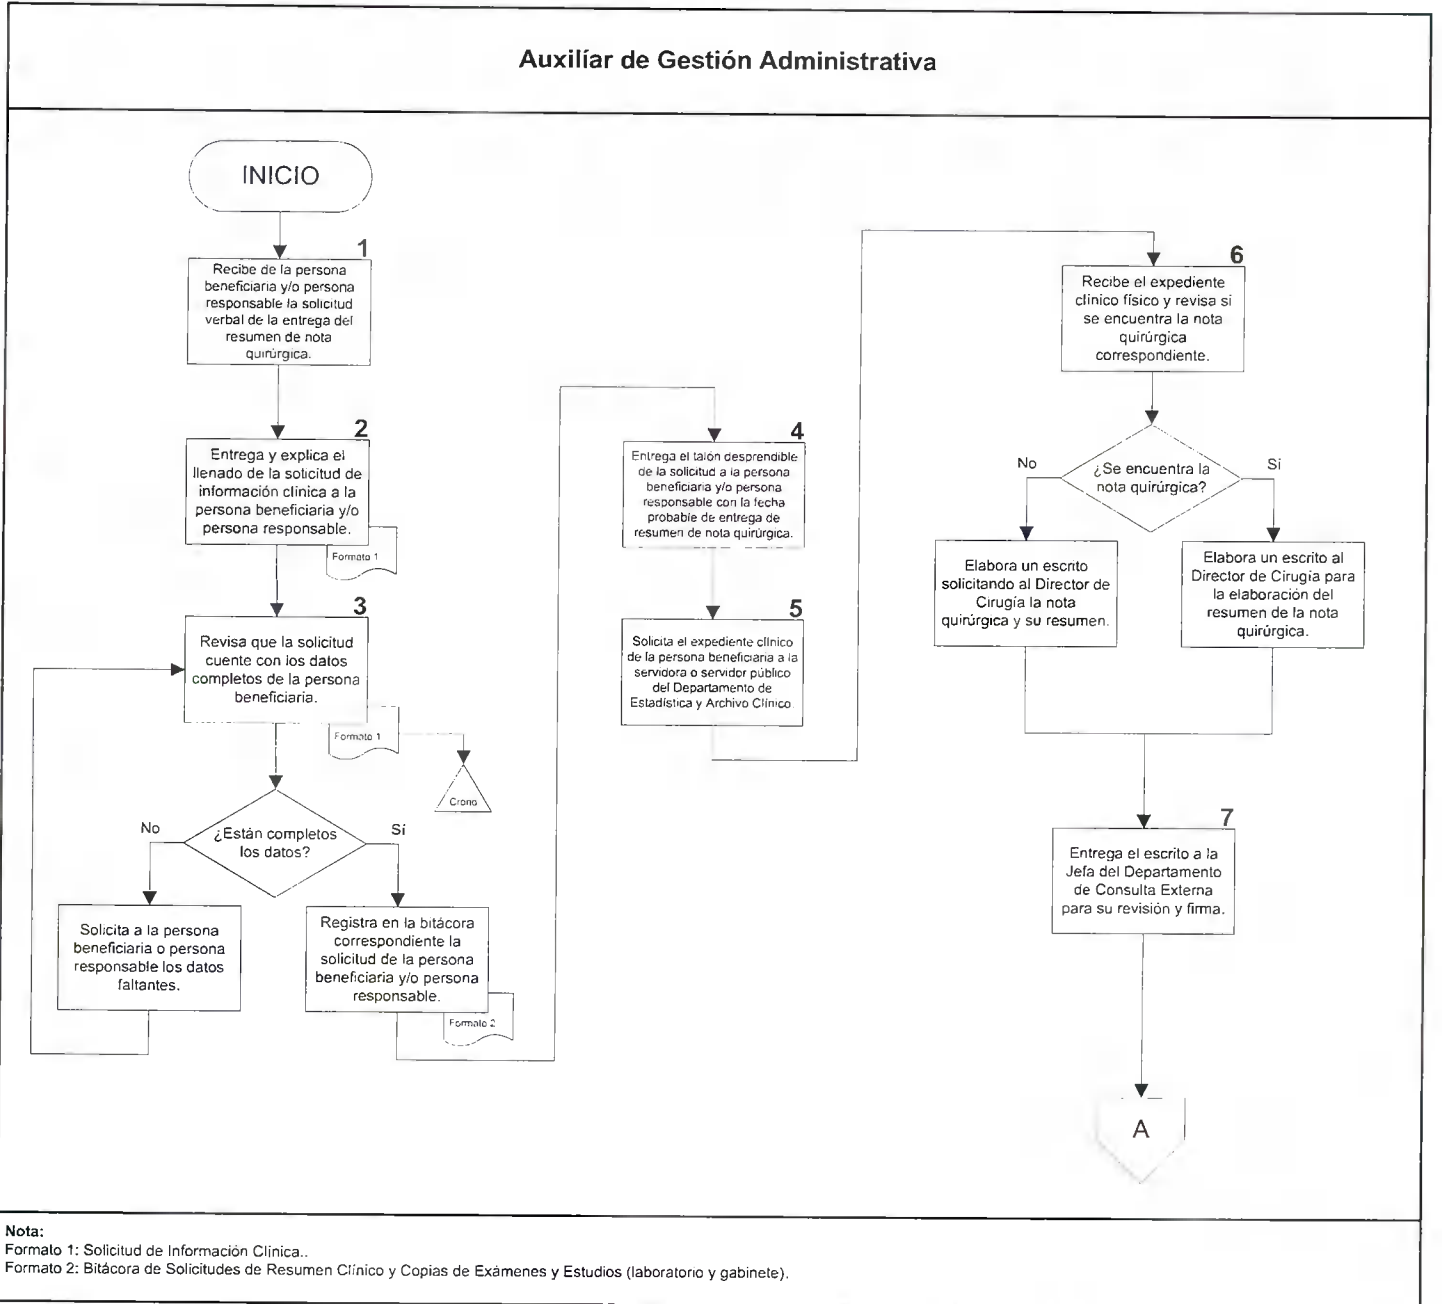 Auxilíar de Gestión Administrativa
INICIO
1
Recibe de la persona
beneficiaria y/o persona
responsable la solicitud
verbal de la entrega del
resumen de nota
quirúrgica.
2
Entrega y explica el
llenado de la solicitud de
información clínica a la
persona beneficiaria y/o
persona responsable.
Formato 1
3
Revisa que la solicitud
cuente con los datos
completos de la persona
beneficiaria.
Formato 1
Crono
¿Están completos
los datos?
No
Sí
Solicita a la persona
beneficiaria o persona
responsable los datos
faltantes.
Registra en la bitácora
correspondiente la
solicitud de la persona
beneficiaria y/o persona
responsable.
Formato 2
4
Entrega el talón desprendible
de la solicitud a la persona
beneficiaria y/o persona
responsable con la fecha
probable de entrega de
resumen de nota quirúrgica.
5
Solicita el expediente clínico
de la persona beneficiaria a la
servidora o servidor público
del Departamento de
Estadística y Archivo Clínico.
6
Recibe el expediente
clínico físico y revisa si
se encuentra la nota
quirúrgica
correspondiente.
¿Se encuentra la
nota quirúrgica?
No
Sí
Elabora un escrito
solicitando al Director de
Cirugía la nota
quirúrgica y su resumen.
Elabora un escrito al
Director de Cirugía para
la elaboración del
resumen de la nota
quirúrgica.
7
Entrega el escrito a la
Jefa del Departamento
de Consulta Externa
para su revisión y firma.
A
Nota:
Formato 1: Solicitud de Información Clínica..
Formato 2: Bitácora de Solicitudes de Resumen Clínico y Copias de Exámenes y Estudios (laboratorio y gabinete).